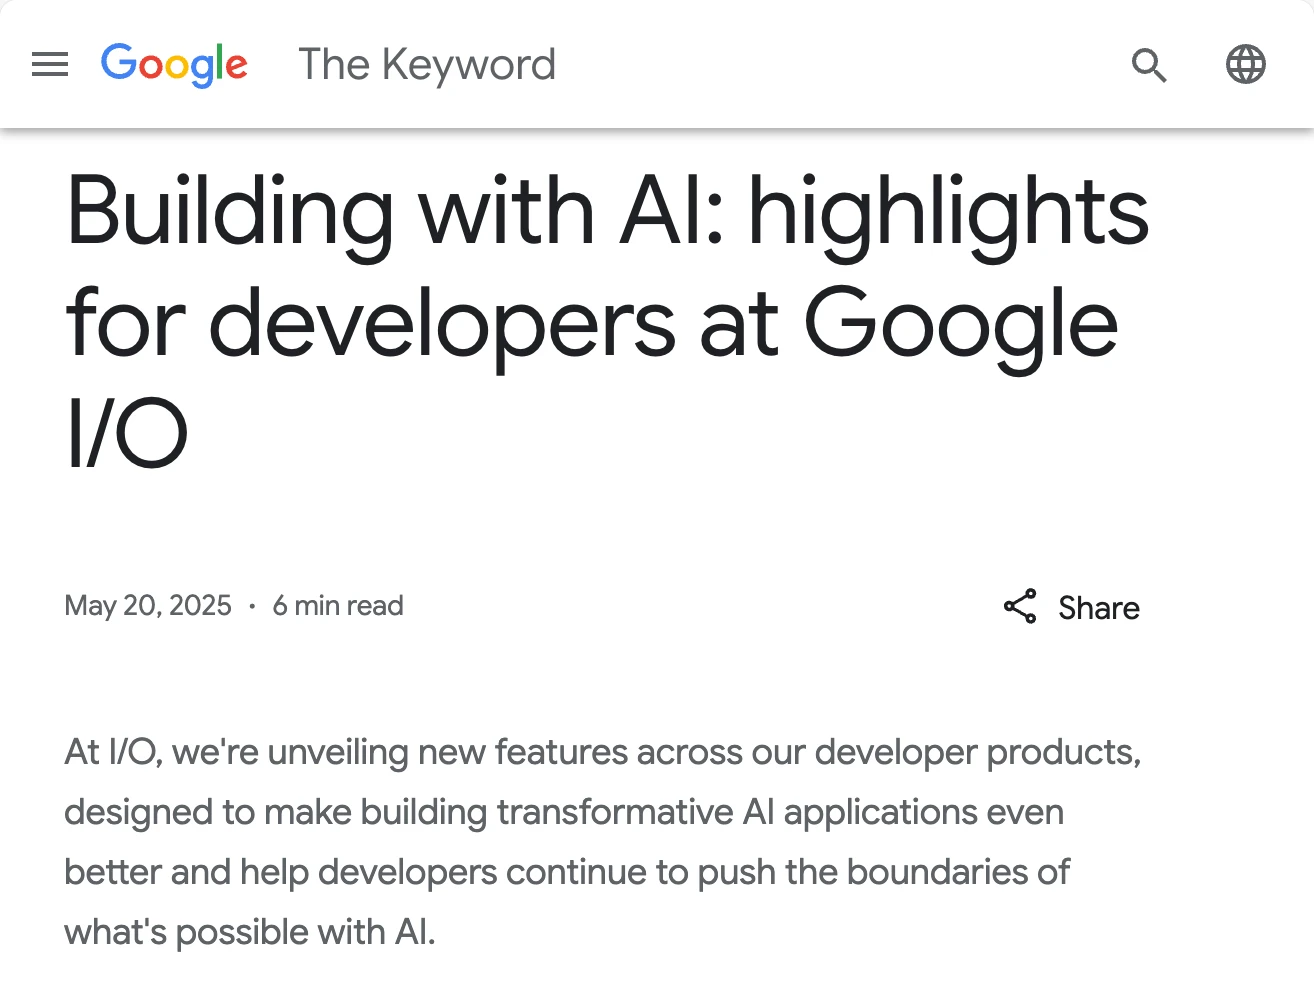 Google The Keyword
Building with AI: highlights
for developers at Google
I/O
May 20, 2025 • 6 min read
Share
At I/O, we're unveiling new features across our developer products,
designed to make building transformative AI applications even
better and help developers continue to push the boundaries of
what's possible with AI.